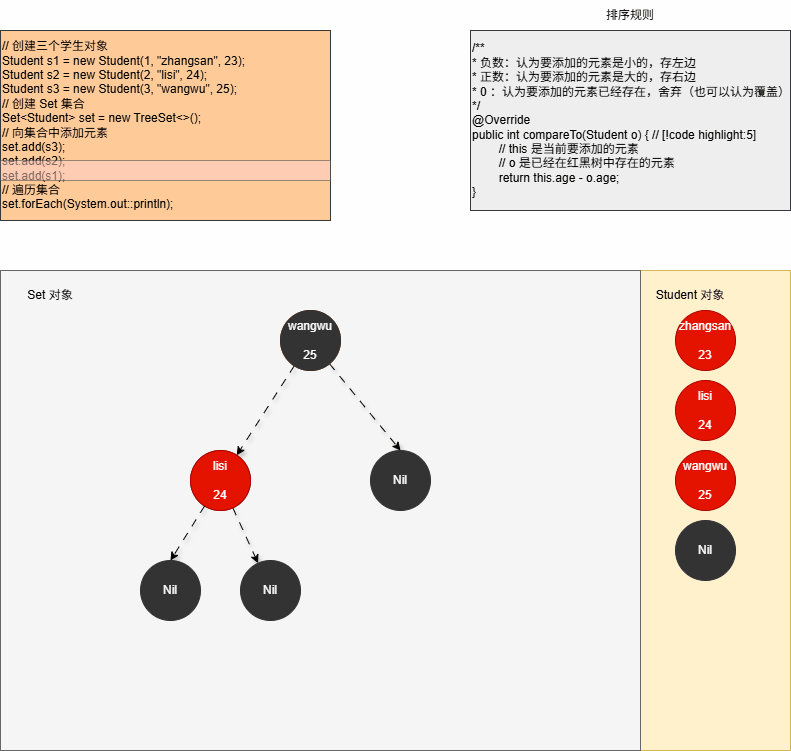 排序规则
// 创建三个学生对象
Student s1 = new Student(1, "zhangsan", 23);
Student s2 = new Student(2, "lisi", 24);
Student s3 = new Student(3, "wangwu", 25);
// 创建 Set 集合
Set<Student> set = new TreeSet<>();
// 向集合中添加元素
set.add(s3);
set.add(s2);
set.add(s1);
// 遍历集合
set.forEach(System.out::println);
/**
* 负数：认为要添加的元素是小的，存左边
* 正数：认为要添加的元素是大的，存右边
* 0 ：认为要添加的元素已经存在，舍弃（也可以认为覆盖）
*/
@Override
public int compareTo(Student o) { // [!code highlight:5]
// this 是当前要添加的元素
// o 是已经在红黑树中存在的元素
return this.age - o.age;
}
Set 对象
wangwu
25
lisi
24
Nil
Nil
Nil
Student 对象
zhangsan
23
lisi
24
wangwu
25
Nil